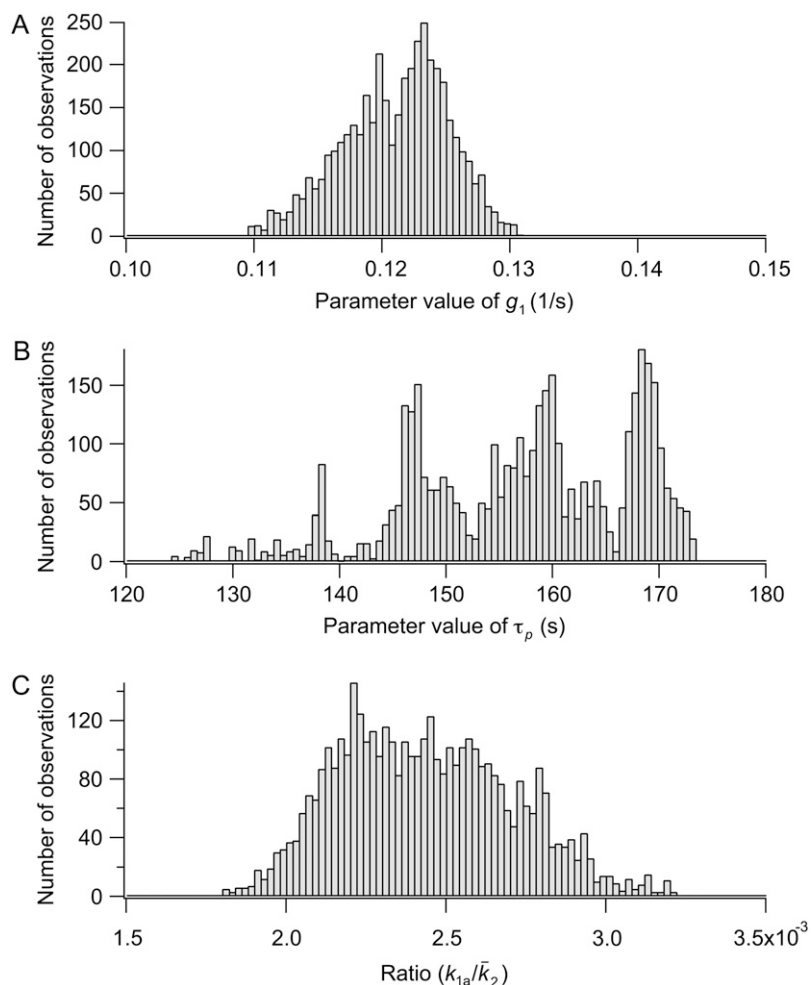 A
Number of observations
250
200
150
100
50
0
0.10 0.11 0.12 0.13 0.14 0.15
Parameter value of g₁ (1/s)
B
Number of observations
150
100
50
0
120 130 140 150 160 170 180
Parameter value of τₚ (s)
C
Number of observations
120
80
40
0
1.5 2.0 2.5 3.0 3.5x10⁻³
Ratio (k₁ₐ/k̄₂)